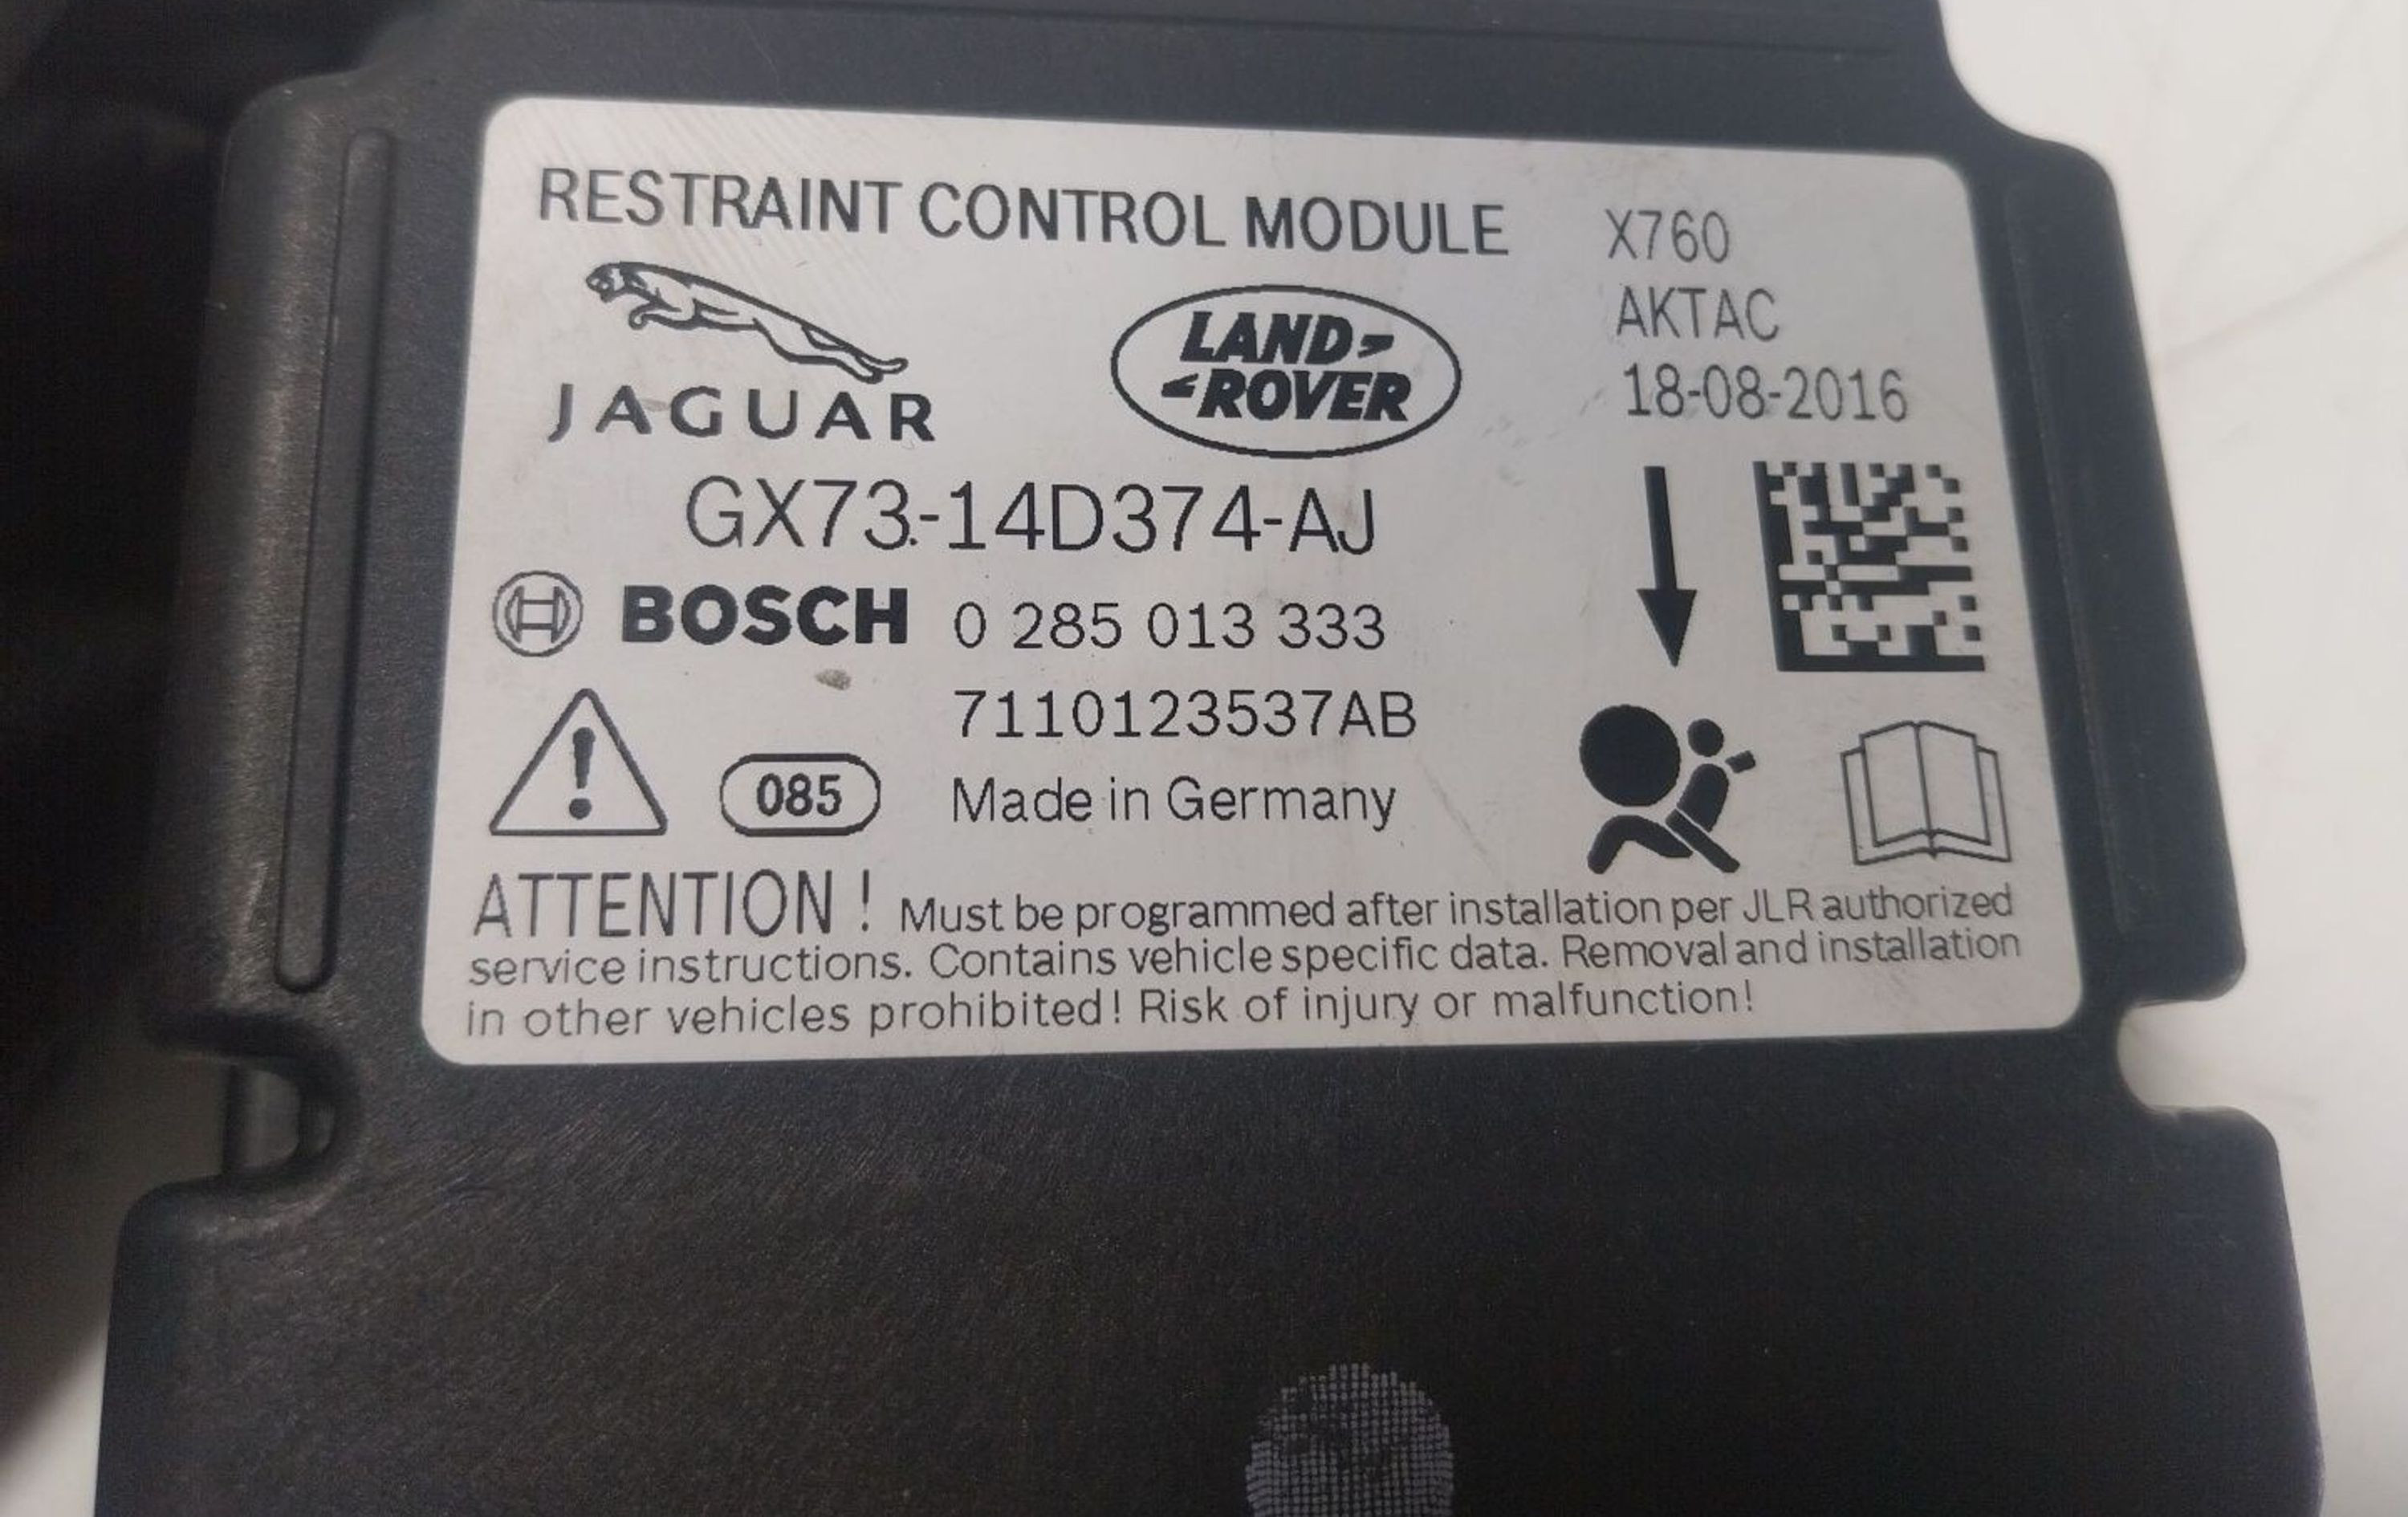 RESTRAINT CONTROL MODULE
X760
AKTAC
18-08-2016
JAGUAR
LAND-
ROVER
GX73-14D374-AJ
BOSCH 0 285 013 333
7110123537AB
085
Made in Germany
ATTENTION ! Must be programmed after installation per JLR authorized
service instructions. Contains vehicle specific data. Removal and installation
in other vehicles prohibited! Risk of injury or malfunction!